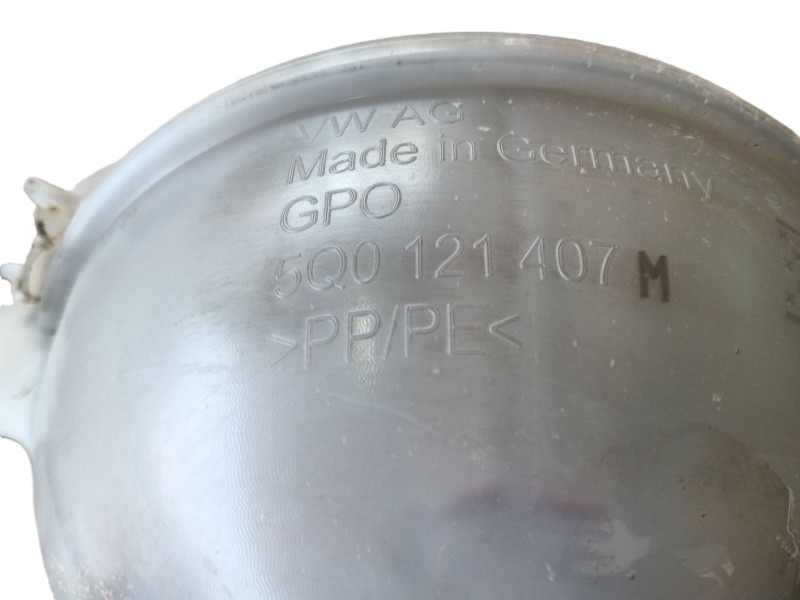 VW AG
Made in Germany
GPO
5Q0 121 407 M
>PP/PE<